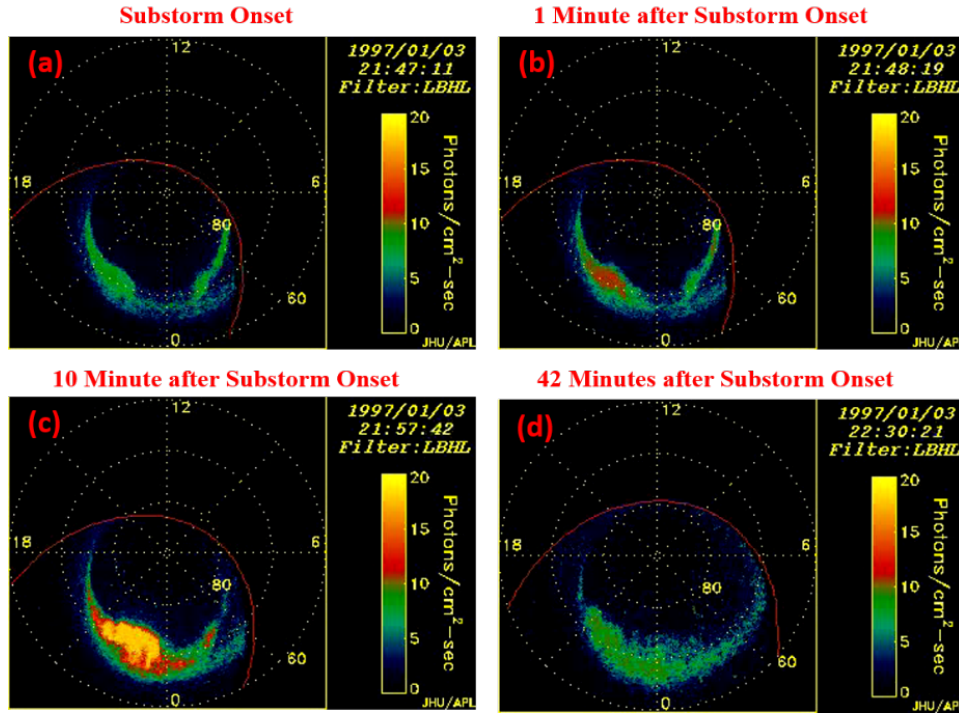 Substorm Onset
(a)
12
18
6
80
60
0
1997/01/03
21:47:11
Filter:LBHL
20
15
10
5
0
Photons/cm²-sec
JHU/APL
1 Minute after Substorm Onset
(b)
12
18
6
80
60
0
1997/01/03
21:48:19
Filter:LBHL
20
15
10
5
0
Photons/cm²-sec
JHU/APL
10 Minute after Substorm Onset
(c)
12
18
6
80
60
0
1997/01/03
21:57:42
Filter:LBHL
20
15
10
5
0
Photons/cm²-sec
JHU/APL
42 Minutes after Substorm Onset
(d)
12
18
6
80
60
0
1997/01/03
22:30:21
Filter:LBHL
20
15
10
5
0
Photons/cm²-sec
JHU/APL